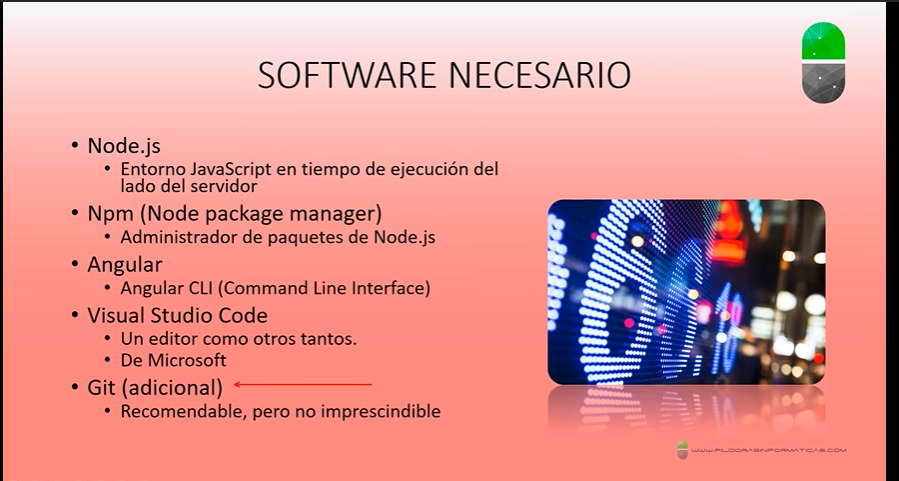 SOFTWARE NECESARIO
• Node.js
• Entorno JavaScript en tiempo de ejecución del
lado del servidor
• Npm (Node package manager)
• Administrador de paquetes de Node.js
• Angular
• Angular CLI (Command Line Interface)
• Visual Studio Code
• Un editor como otros tantos.
• De Microsoft
• Git (adicional)
• Recomendable, pero no imprescindible
WWW.PILDORASINFORMATICAS.COM